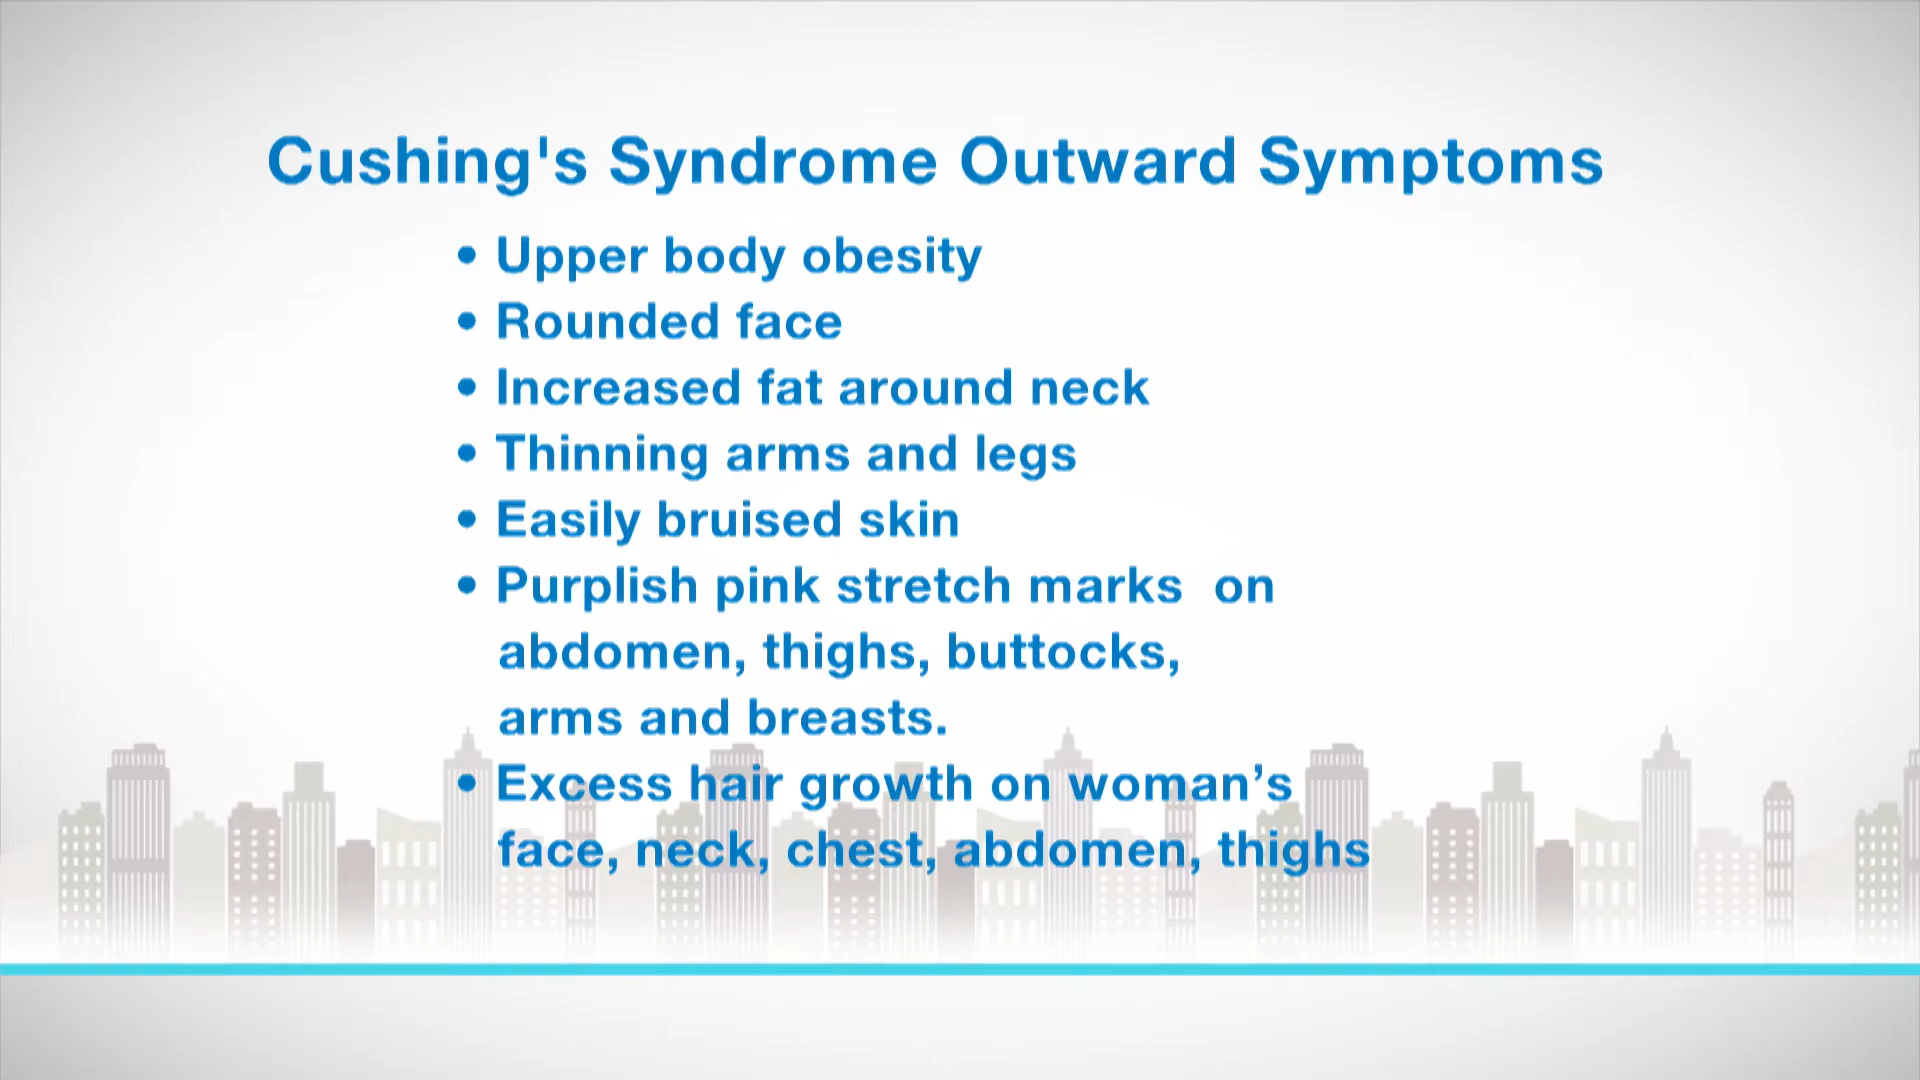 Cushing's Syndrome Outward Symptoms
• Upper body obesity
• Rounded face
• Increased fat around neck
• Thinning arms and legs
• Easily bruised skin
• Purplish pink stretch marks  on
abdomen, thighs, buttocks,
arms and breasts.
• Excess hair growth on woman’s
face, neck, chest, abdomen, thighs